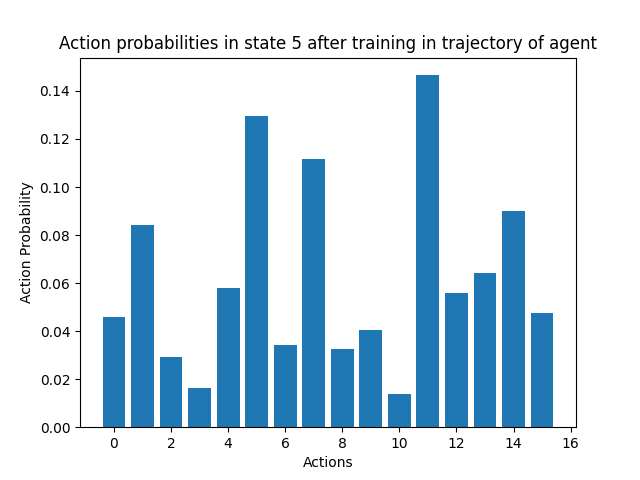 Action probabilities in state 5 after training in trajectory of agent
0.14
0.12
0.10
0.08
0.06
0.04
0.02
0.00
Action Probability
0 2 4 6 8 10 12 14 16
Actions